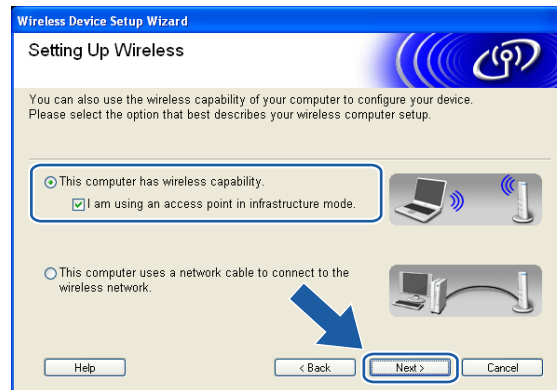 Wireless Device Setup Wizard
Setting Up Wireless
You can also use the wireless capability of your computer to configure your device.
Please select the option that best describes your wireless computer setup.
This computer has wireless capability.
I am using an access point in infrastructure mode.
This computer uses a network cable to connect to the
wireless network.
Help
< Back
Next >
Cancel